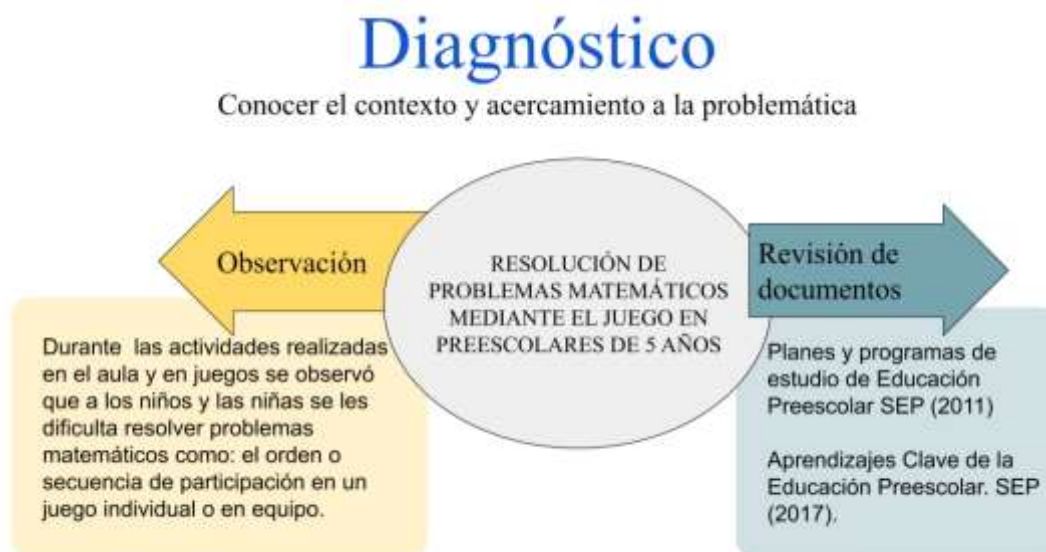 Diagnóstico
Conocer el contexto y acercamiento a la problemática
Observación
RESOLUCIÓN DE
PROBLEMAS MATEMÁTICOS
MEDIANTE EL JUEGO EN
PREESCOLARES DE 5 AÑOS
Revisión de
documentos
Durante las actividades realizadas
en el aula y en juegos se observó
que a los niños y las niñas se les
dificulta resolver problemas
matemáticos como: el orden o
secuencia de participación en un
juego individual o en equipo.
Planes y programas de
estudio de Educación
Preescolar SEP (2011)
Aprendizajes Clave de la
Educación Preescolar. SEP
(2017).